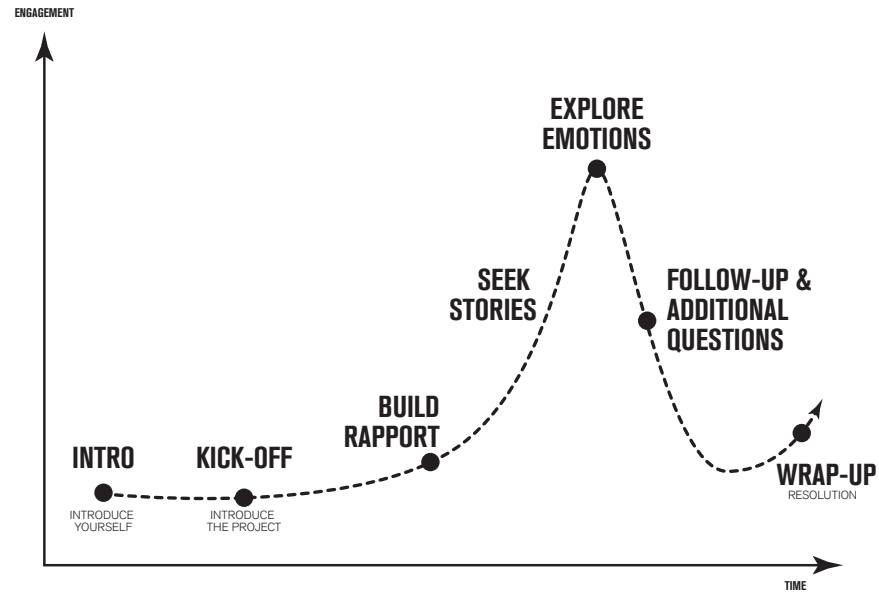 ENGAGEMENT
EXPLORE
EMOTIONS
SEEK
STORIES
FOLLOW-UP &
ADDITIONAL
QUESTIONS
BUILD
RAPPORT
INTRO
INTRODUCE
YOURSELF
KICK-OFF
INTRODUCE
THE PROJECT
WRAP-UP
RESOLUTION
TIME